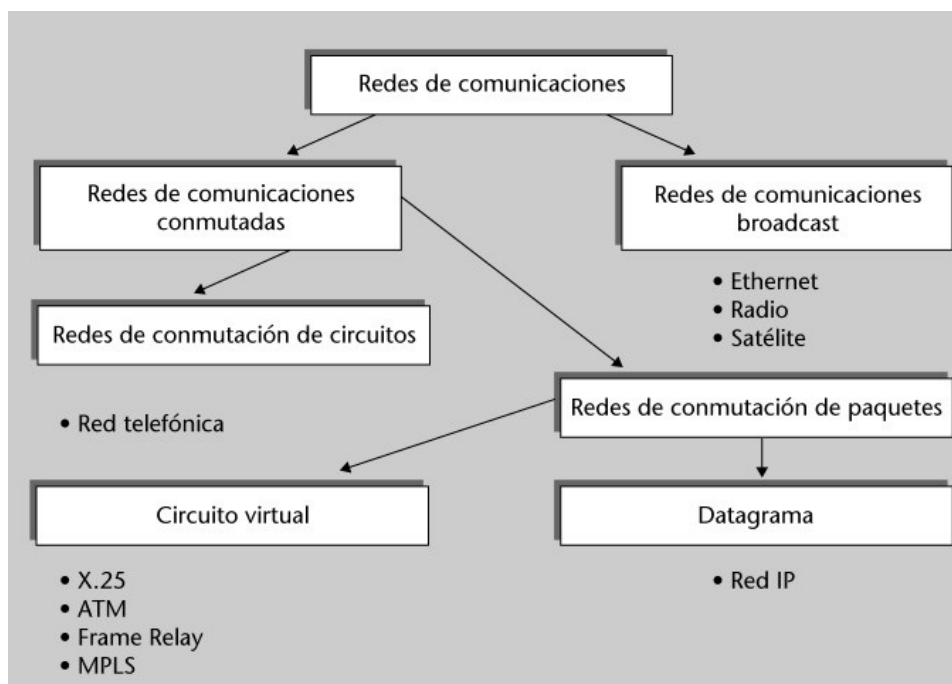 Redes de comunicaciones
Redes de comunicaciones
conmutadas
Redes de comunicaciones
broadcast
• Ethernet
• Radio
• Satélite
Redes de conmutación de circuitos
• Red telefónica
Redes de conmutación de paquetes
Circuito virtual
• X.25
• ATM
• Frame Relay
• MPLS
Datagrama
• Red IP